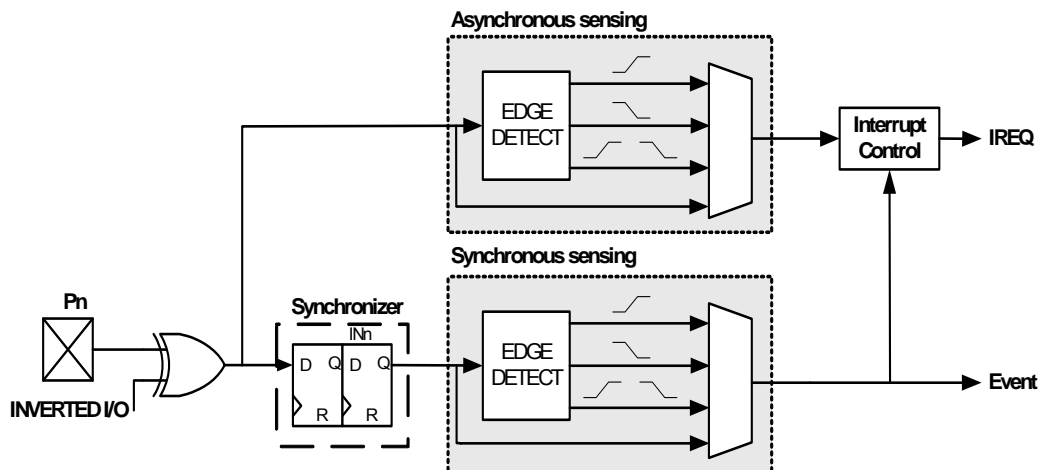 Asynchronous sensing
EDGE
DETECT
Interrupt
Control
IREQ
Synchronous sensing
Pn
Synchronizer
INn
D
Q
D
Q
R
R
EDGE
DETECT
INVERTED I/O
Event